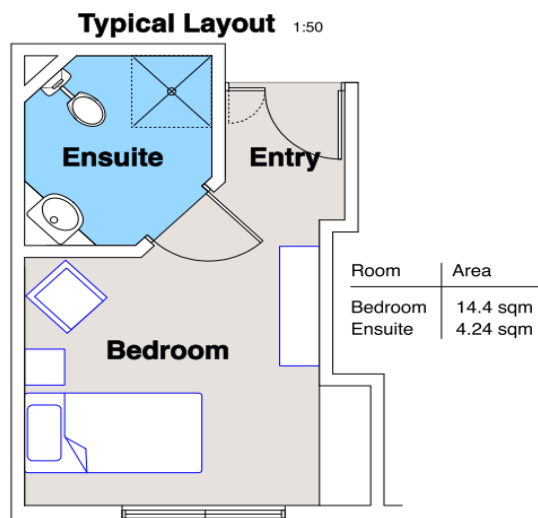 Typical Layout 1:50
Ensuite
Entry
Room Area
Bedroom 14.4 sqm
Ensuite 4.24 sqm
Bedroom